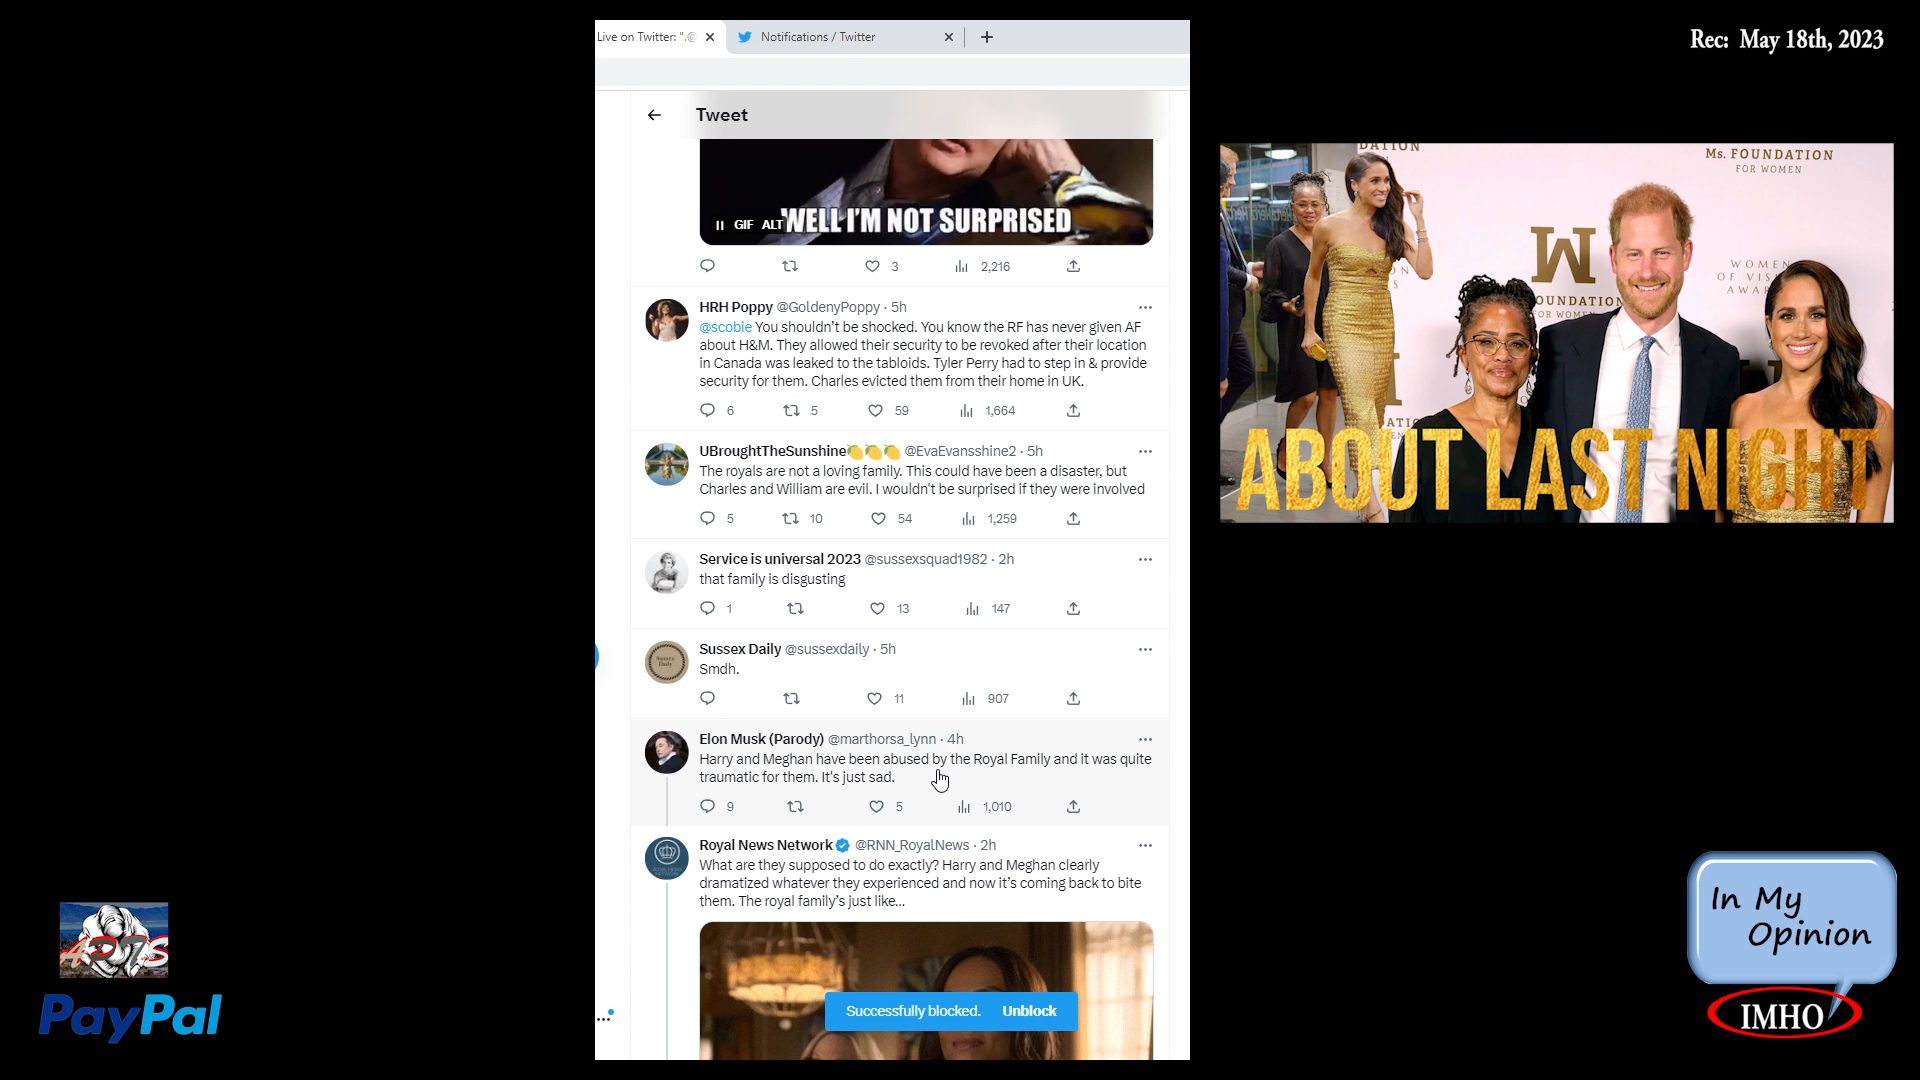 Live on Twitter: ".@
Notifications / Twitter
Rec: May 18th, 2023
Tweet
GIF ALT
WELL I'M NOT SURPRISED
3 2,216
HRH Poppy @GoldenyPoppy · 5h
@scobie You shouldn't be shocked. You know the RF has never given AF
about H&M. They allowed their security to be revoked after their location
in Canada was leaked to the tabloids. Tyler Perry had to step in & provide
security for them. Charles evicted them from their home in UK.
6 5 59 1,664
UBroughtTheSunshine🍋🍋🍋 @EvaEvansshine2 · 5h
The royals are not a loving family. This could have been a disaster, but
Charles and William are evil. I wouldn't be surprised if they were involved
5 10 54 1,259
Service is universal 2023 @sussexsquad1982 · 2h
that family is disgusting
1 13 147
Sussex Daily @sussexdaily · 5h
Smdh.
11 907
Elon Musk (Parody) @marthorsa_lynn · 4h
Harry and Meghan have been abused by the Royal Family and it was quite
traumatic for them. It's just sad.
9 5 1,010
Royal News Network @RNN_RoyalNews · 2h
What are they supposed to do exactly? Harry and Meghan clearly
dramatized whatever they experienced and now it's coming back to bite
them. The royal family's just like...
Successfully blocked. Unblock
DATION
Ms. FOUNDATION
FOR WOMEN
WOMEN
OF VIS
AWAR
OUNDATION
FOR WOMEN
ABOUT LAST NIGHT
PayPal
In My
Opinion
IMHO